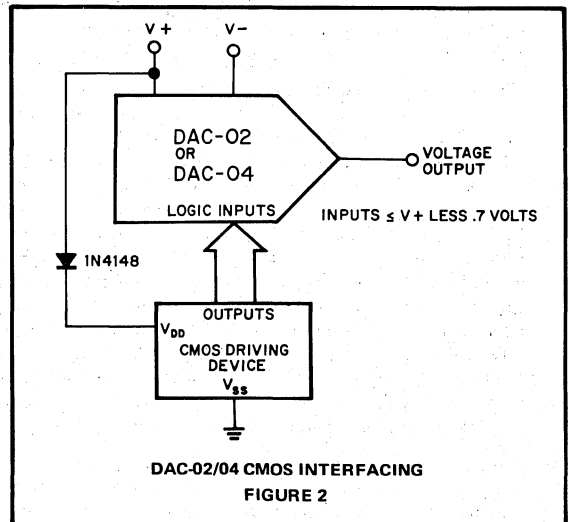 V+ V-
DAC-02
OR
DAC-04
LOGIC INPUTS
VOLTAGE
OUTPUT
INPUTS ≤ V + LESS .7 VOLTS
1N4148
OUTPUTS
VDD
CMOS DRIVING
DEVICE
Vss
DAC-02/04 CMOS INTERFACING
FIGURE 2